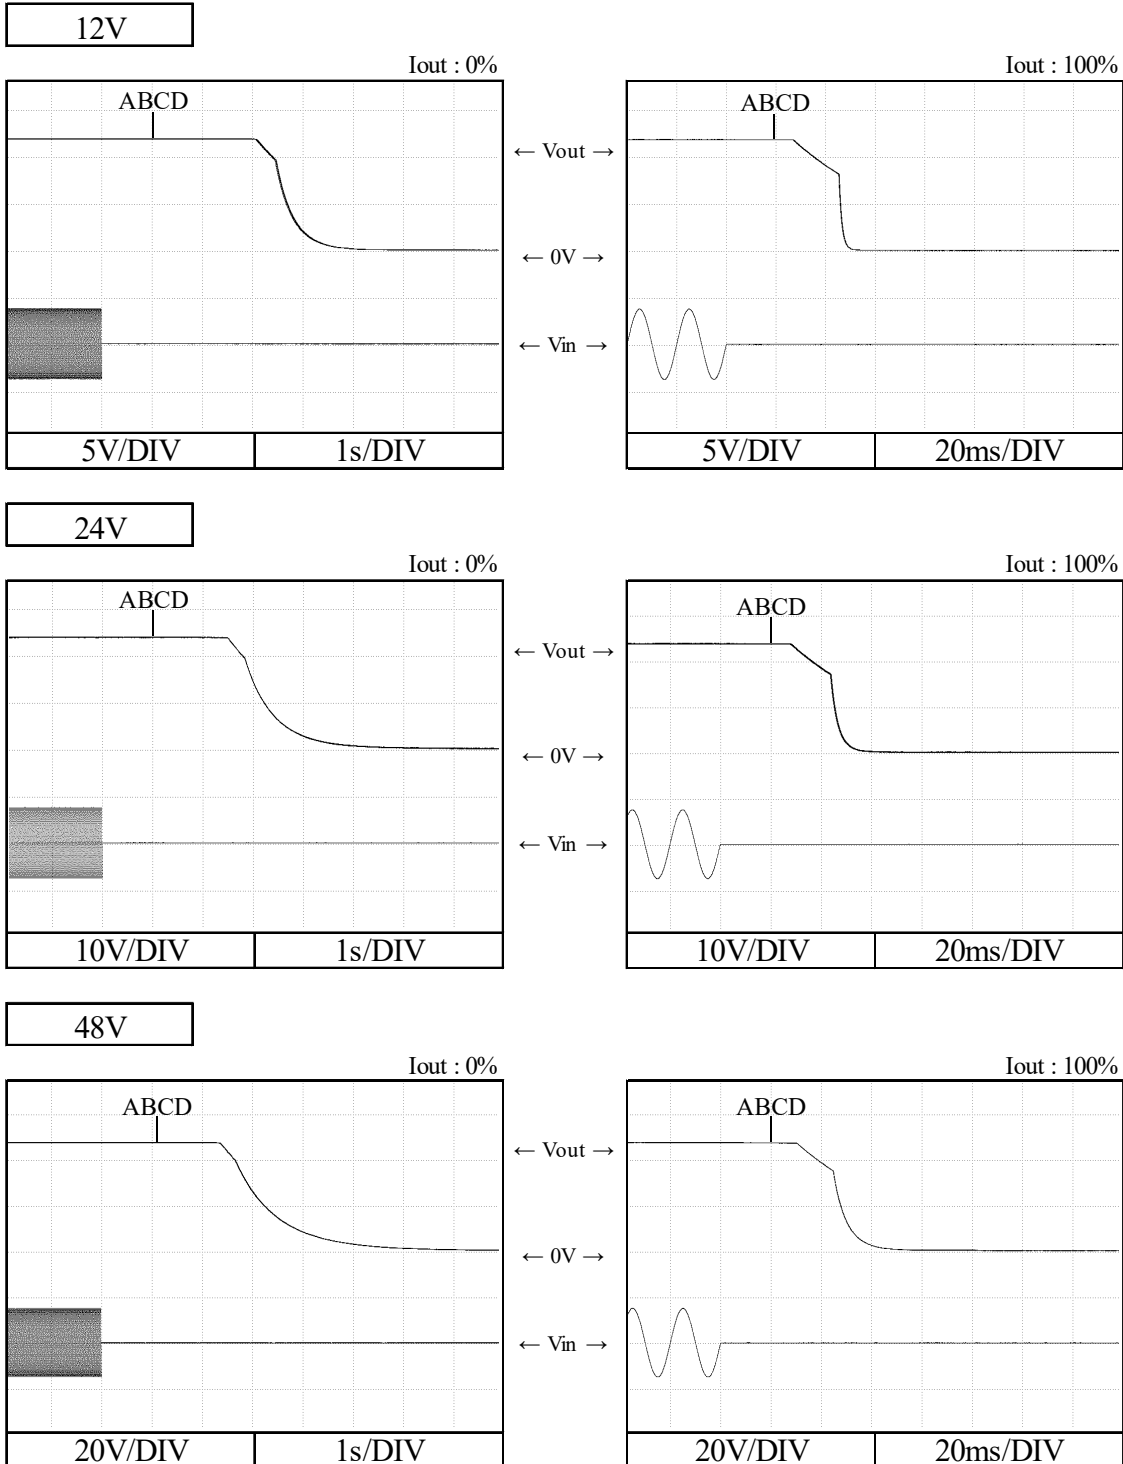 12V
Iout : 0%
Iout : 100%
ABCD
ABCD
← Vout →
← 0V →
← Vin →
5V/DIV
1s/DIV
5V/DIV
20ms/DIV
24V
Iout : 0%
Iout : 100%
ABCD
ABCD
← Vout →
← 0V →
← Vin →
10V/DIV
1s/DIV
10V/DIV
20ms/DIV
48V
Iout : 0%
Iout : 100%
ABCD
ABCD
← Vout →
← 0V →
← Vin →
20V/DIV
1s/DIV
20V/DIV
20ms/DIV